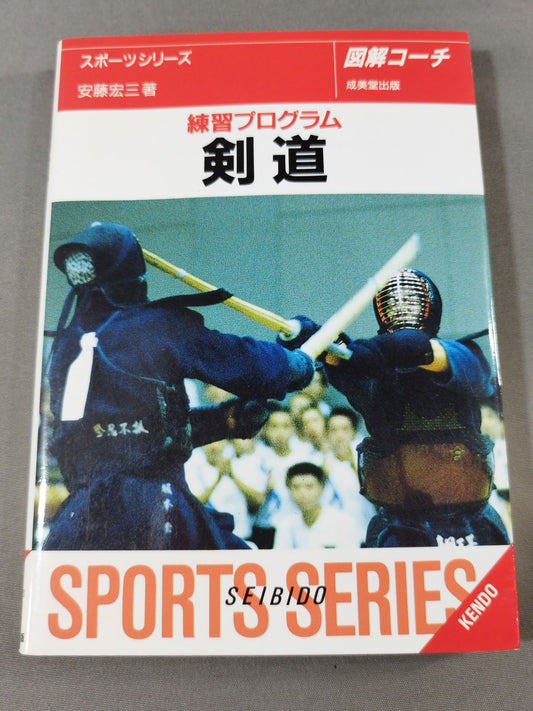 スポーツシリーズ
図解コーチ
安藤宏三著
成美堂出版
練習プログラム
剣道
SPORTS SERIES
SEIBIDO
KENDO